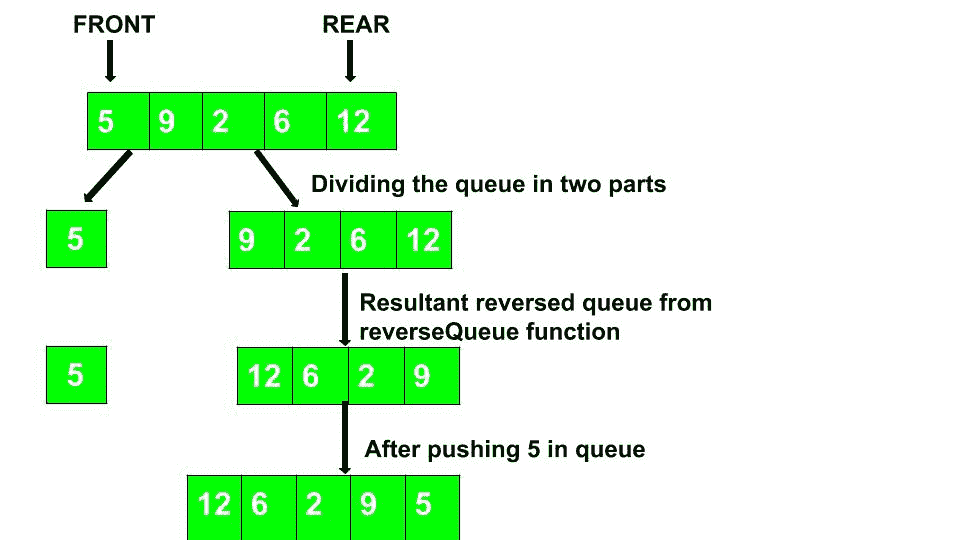 FRONT REAR
5 9 2 6 12
Dividing the queue in two parts
5 9 2 6 12
Resultant reversed queue from
reverseQueue function
5 12 6 2 9
After pushing 5 in queue
12 6 2 9 5